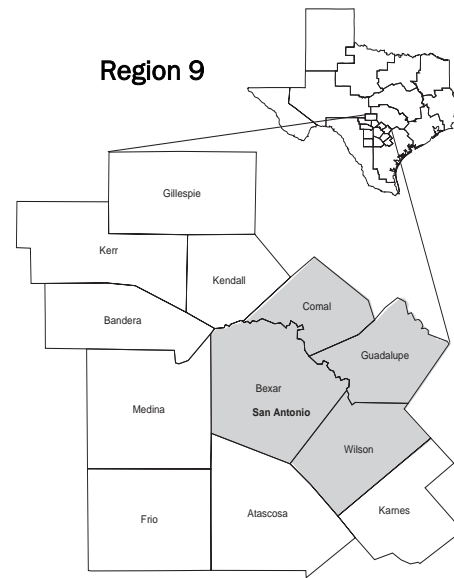 Region 9
Gillespie
Kerr
Kendall
Comal
Bandera
Guadalupe
Bexar
San Antonio
Medina
Wilson
Karnes
Atascosa
Frio